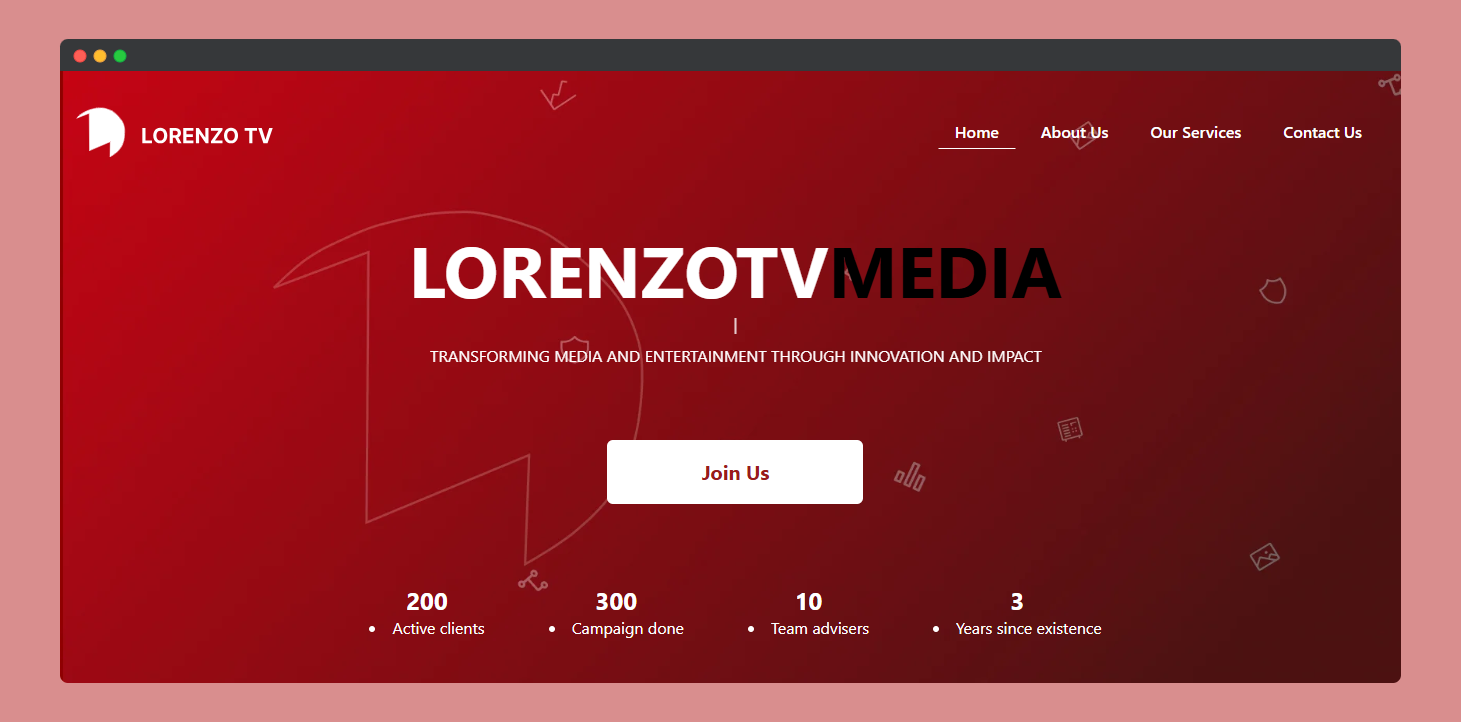 LORENZO TV
Home About Us Our Services Contact Us
LORENZOTVMEDIA
|
TRANSFORMING MEDIA AND ENTERTAINMENT THROUGH INNOVATION AND IMPACT
Join Us
200 300 10 3
• Active clients • Campaign done • Team advisers • Years since existence